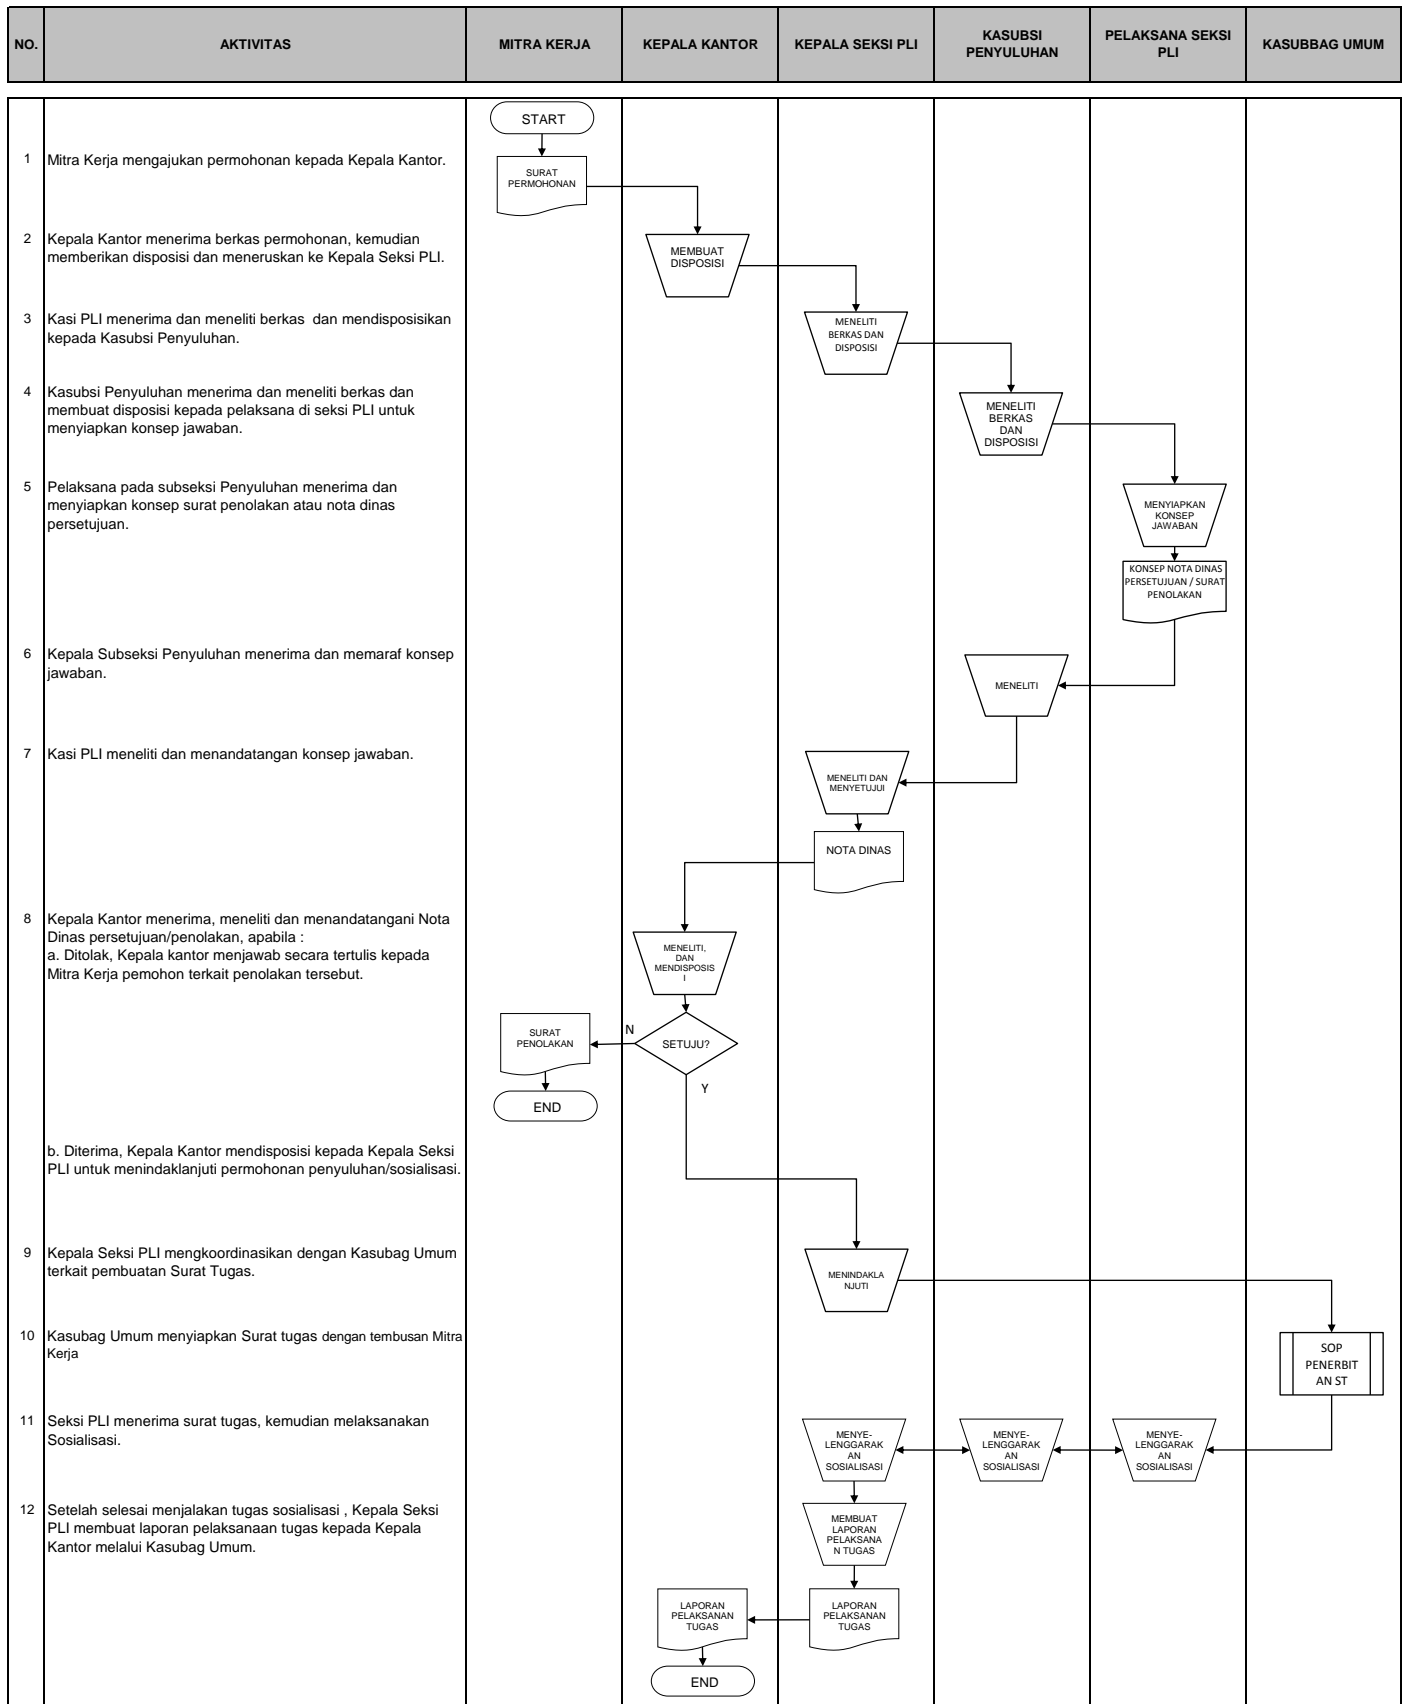 NO.
AKTIVITAS
MITRA KERJA
KEPALA KANTOR
KEPALA SEKSI PLI
KASUBSI
PENYULUHAN
PELAKSANA SEKSI
PLI
KASUBBAG UMUM
START
1
Mitra Kerja mengajukan permohonan kepada Kepala Kantor.
SURAT
PERMOHONAN
2
Kepala Kantor menerima berkas permohonan, kemudian
memberikan disposisi dan meneruskan ke Kepala Seksi PLI.
MEMBUAT
DISPOSISI
3
Kasi PLI menerima dan meneliti berkas  dan mendisposisikan
kepada Kasubsi Penyuluhan.
MENELITI
BERKAS DAN
DISPOSISI
4
Kasubsi Penyuluhan menerima dan meneliti berkas dan
membuat disposisi kepada pelaksana di seksi PLI untuk
menyiapkan konsep jawaban.
MENELITI
BERKAS
DAN
DISPOSISI
5
Pelaksana pada subseksi Penyuluhan menerima dan
menyiapkan konsep surat penolakan atau nota dinas
persetujuan.
MENYIAPKAN
KONSEP
JAWABAN
KONSEP NOTA DINAS
PERSETUJUAN / SURAT
PENOLAKAN
6
Kepala Subseksi Penyuluhan menerima dan memaraf konsep
jawaban.
MENELITI
7
Kasi PLI meneliti dan menandatangan konsep jawaban.
MENELITI DAN
MENYETUJUI
NOTA DINAS
8
Kepala Kantor menerima, meneliti dan menandatangani Nota
Dinas persetujuan/penolakan, apabila :
a. Ditolak, Kepala kantor menjawab secara tertulis kepada
Mitra Kerja pemohon terkait penolakan tersebut.
MENELITI,
DAN
MENDISPOSIS
I
SURAT
PENOLAKAN
N
SETUJU?
Y
END
b. Diterima, Kepala Kantor mendisposisi kepada Kepala Seksi
PLI untuk menindaklanjuti permohonan penyuluhan/sosialisasi.
9
Kepala Seksi PLI mengkoordinasikan dengan Kasubag Umum
terkait pembuatan Surat Tugas.
MENINDAKLA
NJUTI
10
Kasubag Umum menyiapkan Surat tugas dengan tembusan Mitra
Kerja
SOP
PENERBIT
AN ST
11
Seksi PLI menerima surat tugas, kemudian melaksanakan
Sosialisasi.
MENYE-
LENGGARAK
AN
SOSIALISASI
MENYE-
LENGGARAK
AN
SOSIALISASI
MENYE-
LENGGARAK
AN
SOSIALISASI
12
Setelah selesai menjalakan tugas sosialisasi , Kepala Seksi
PLI membuat laporan pelaksanaan tugas kepada Kepala
Kantor melalui Kasubag Umum.
MEMBUAT
LAPORAN
PELAKSANA
N TUGAS
LAPORAN
PELAKSANAN
TUGAS
LAPORAN
PELAKSANAN
TUGAS
END